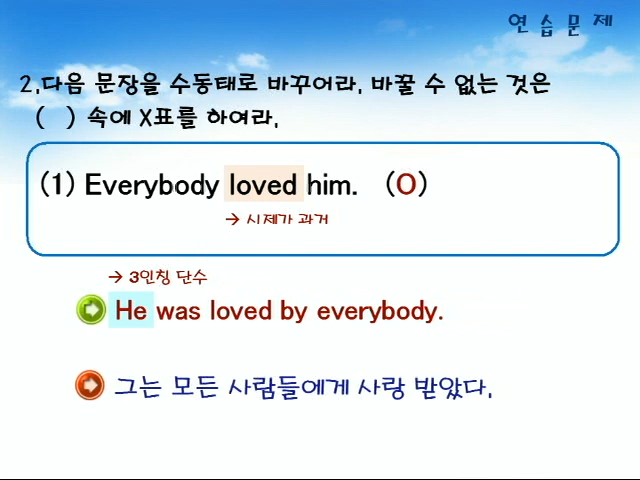 연습문제
2.다음 문장을 수동태로 바꾸어라. 바꿀 수 없는 것은
( ) 속에 X표를 하여라.
(1) Everybody loved him. (O)
→ 시제가 과거
→ 3인칭 단수
He was loved by everybody.
그는 모든 사람들에게 사랑 받았다.